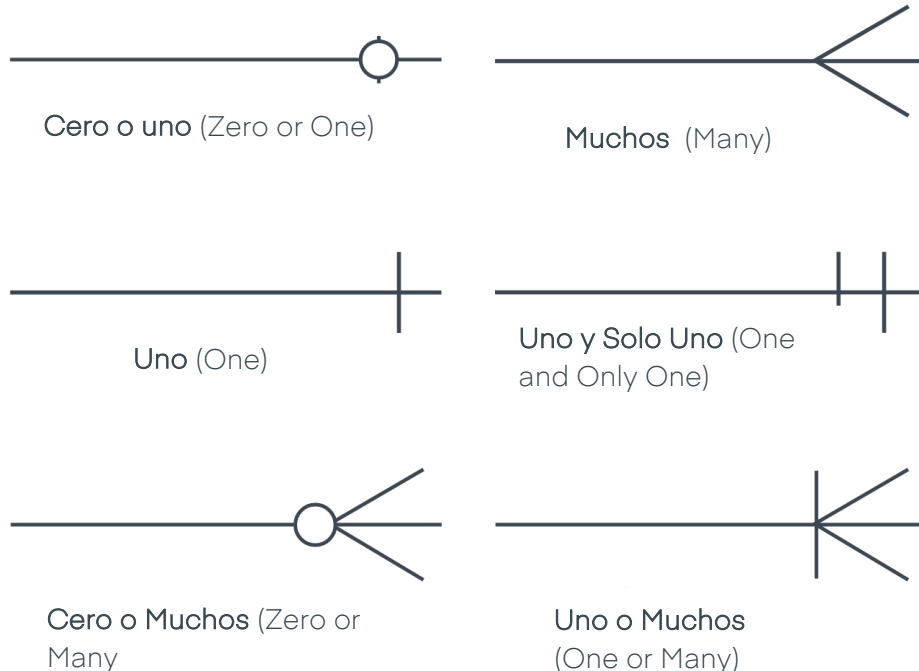 Cero o uno (Zero or One)
Muchos (Many)
Uno (One)
Uno y Solo Uno (One
and Only One)
Cero o Muchos (Zero or
Many
Uno o Muchos
(One or Many)